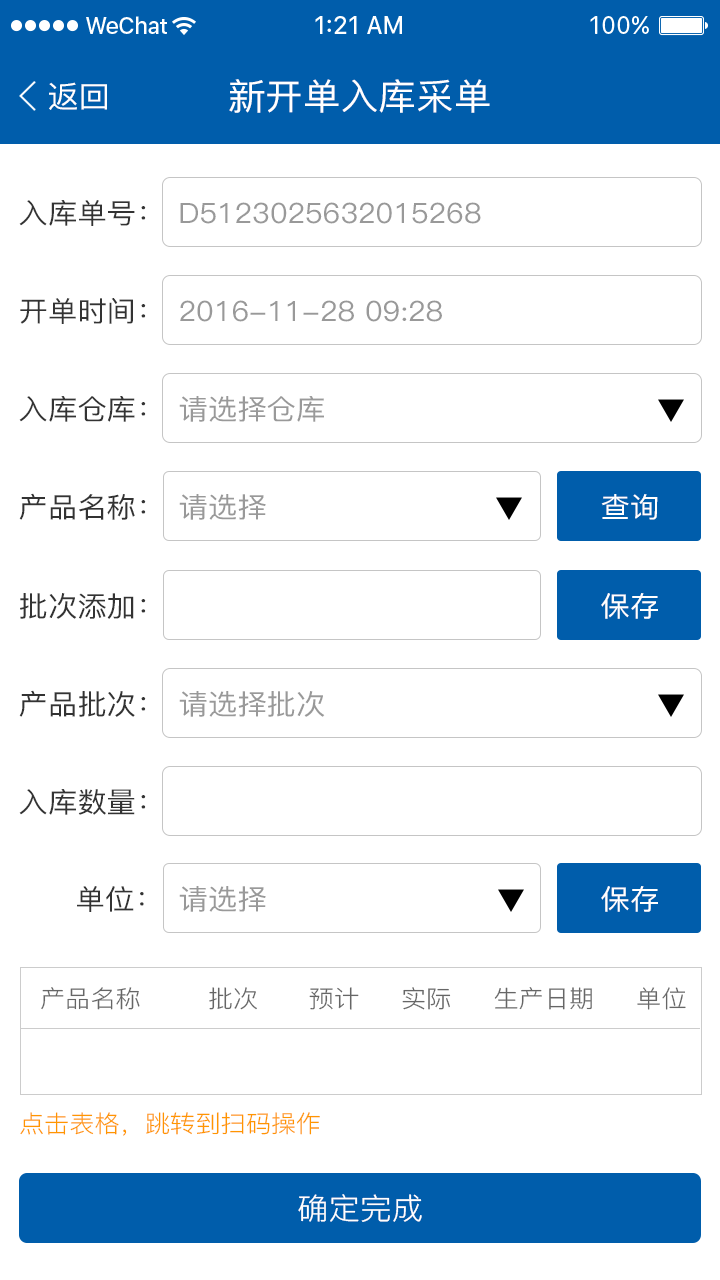 WeChat 1:21 AM 100%
返回 新开单入库采单
入库单号： D5123025632015268
开单时间： 2016-11-28 09:28
入库仓库： 请选择仓库
产品名称： 请选择 查询
批次添加： 保存
产品批次： 请选择批次
入库数量：
单位： 请选择 保存
产品名称 批次 预计 实际 生产日期 单位
点击表格，跳转到扫码操作
确定完成